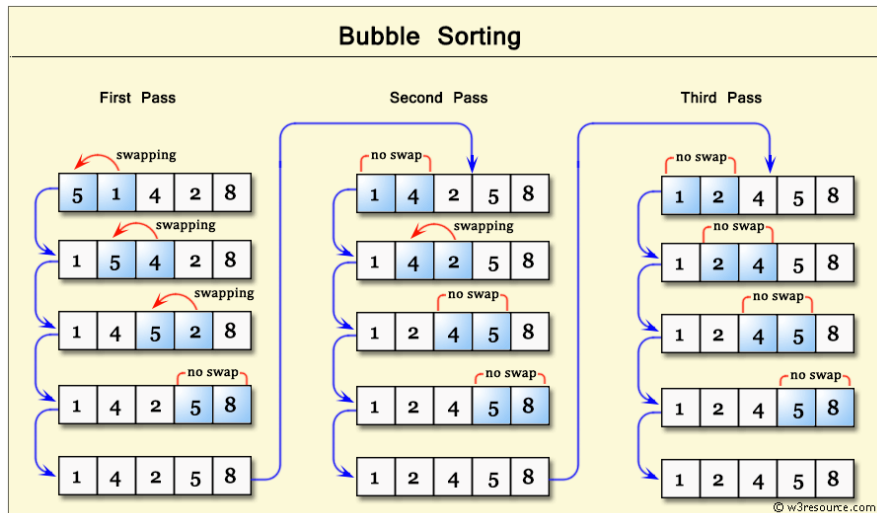 Bubble Sorting
First Pass
swapping
5 1 4 2 8
swapping
1 5 4 2 8
swapping
1 4 5 2 8
no swap
1 4 2 5 8
1 4 2 5 8
Second Pass
no swap
1 4 2 5 8
swapping
1 4 2 5 8
no swap
1 2 4 5 8
no swap
1 2 4 5 8
1 2 4 5 8
Third Pass
no swap
1 2 4 5 8
no swap
1 2 4 5 8
no swap
1 2 4 5 8
no swap
1 2 4 5 8
1 2 4 5 8
© w3resource.com